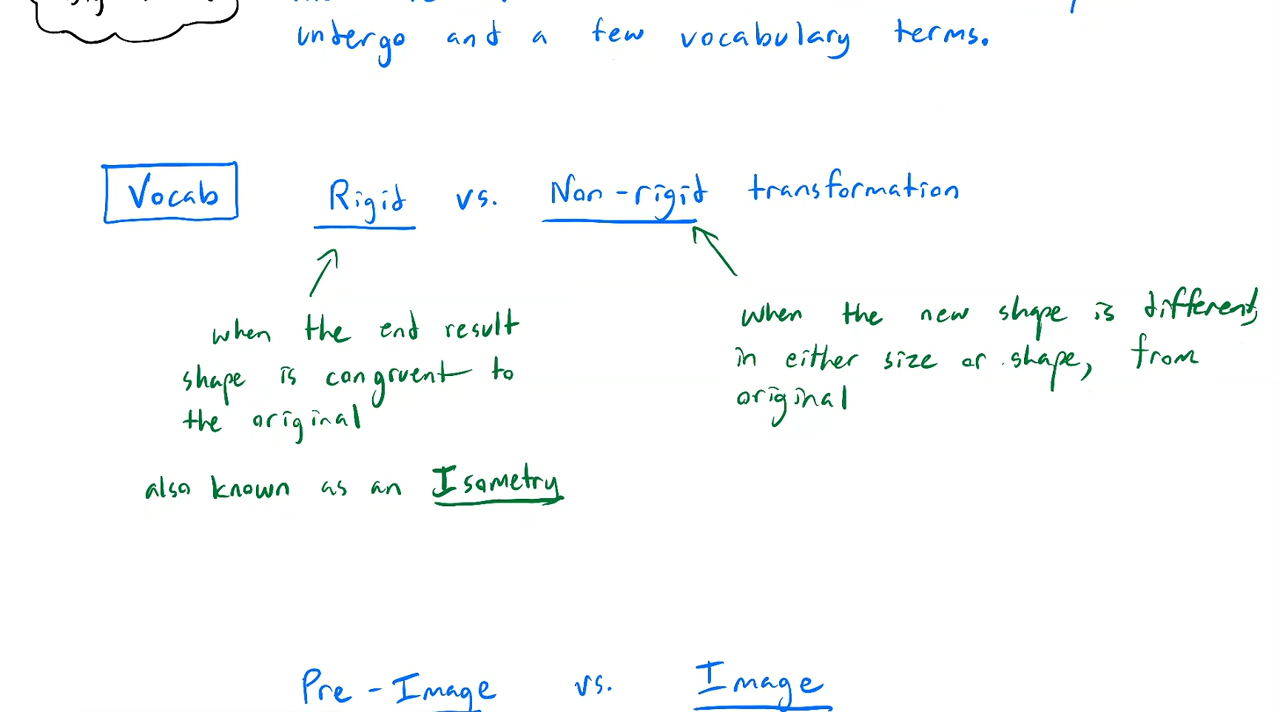 undergo and a few vocabulary terms.
Vocab Rigid vs. Non-rigid transformation
when the end result
shape is congruent to
the original
also known as an Isometry
when the new shape is different,
in either size or shape, from
original
Pre-Image vs. Image